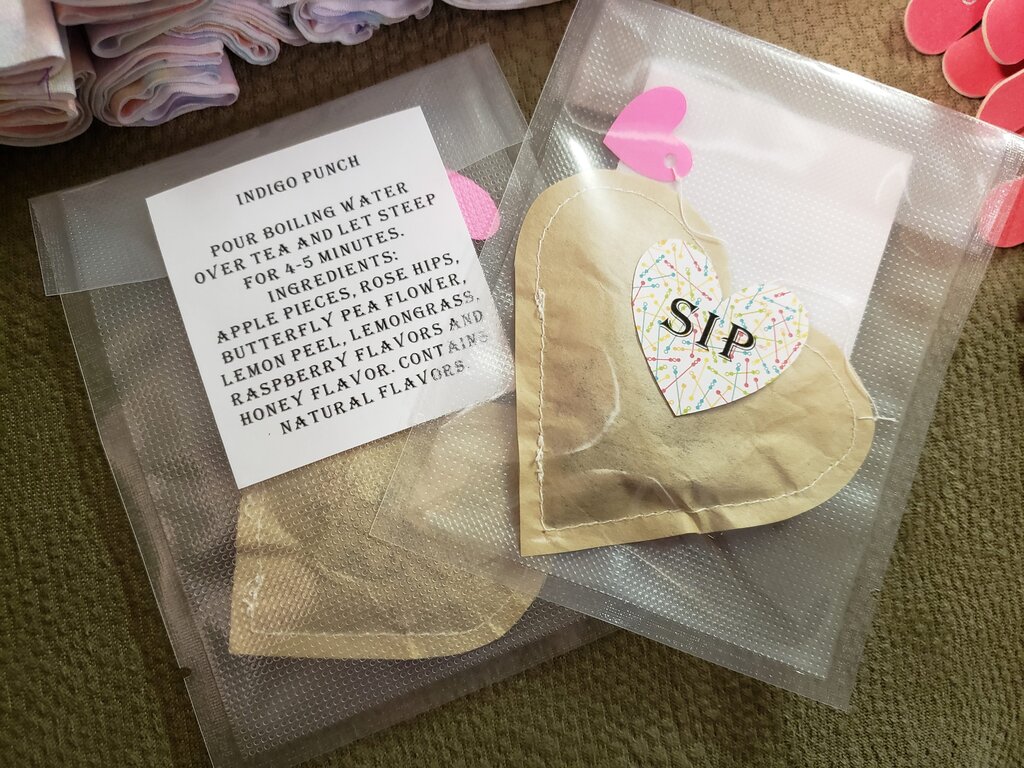 INDIGO PUNCH
POUR BOILING WATER
OVER TEA AND LET STEEP
FOR 4-5 MINUTES.
INGREDIENTS:
APPLE PIECES, ROSE HIPS,
BUTTERFLY PEA FLOWER,
LEMON PEEL, LEMONGRASS,
RASPBERRY FLAVORS AND
HONEY FLAVOR. CONTAINS
NATURAL FLAVORS.
SIP